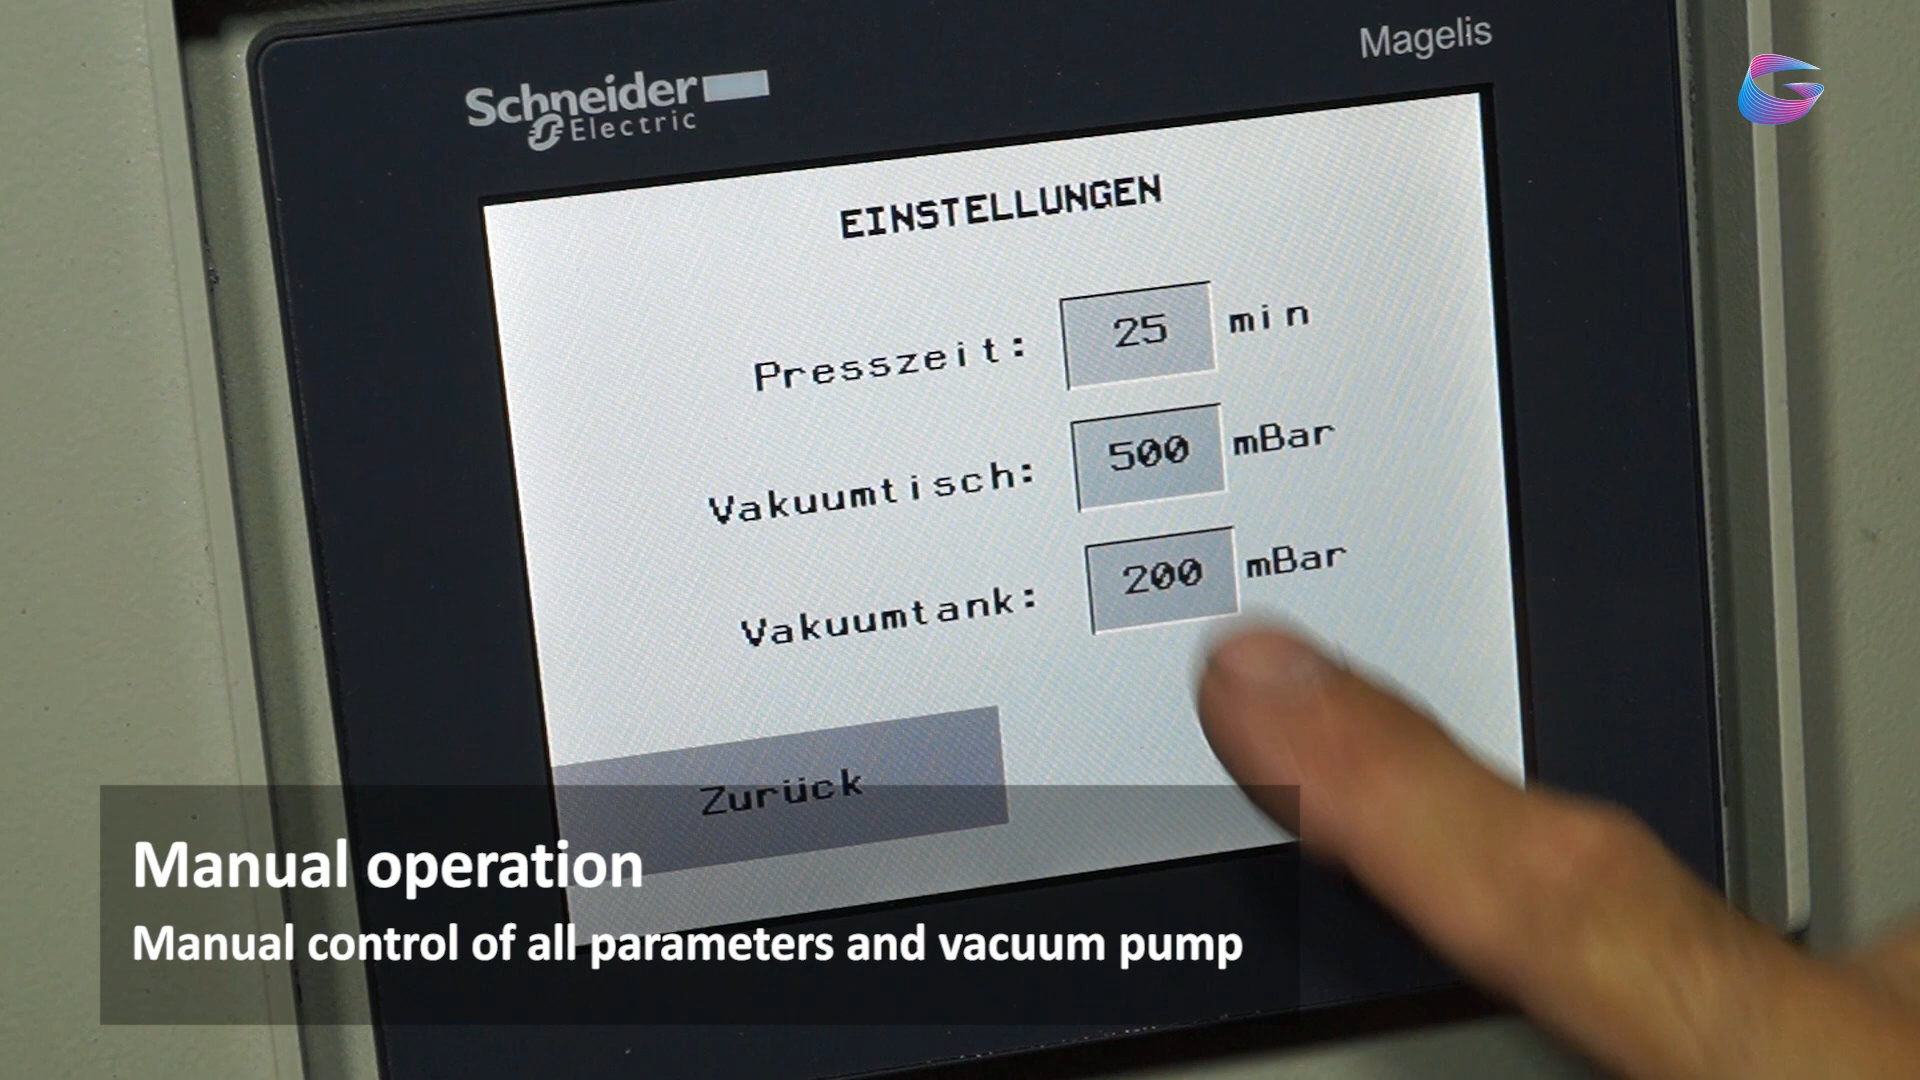 Magelis
Schneider
Electric
EINSTELLUNGEN
Presszeit: 25 min
Vakuumtisch: 500 mBar
Vakuumtank: 200 mBar
Zurück
Manual operation
Manual control of all parameters and vacuum pump